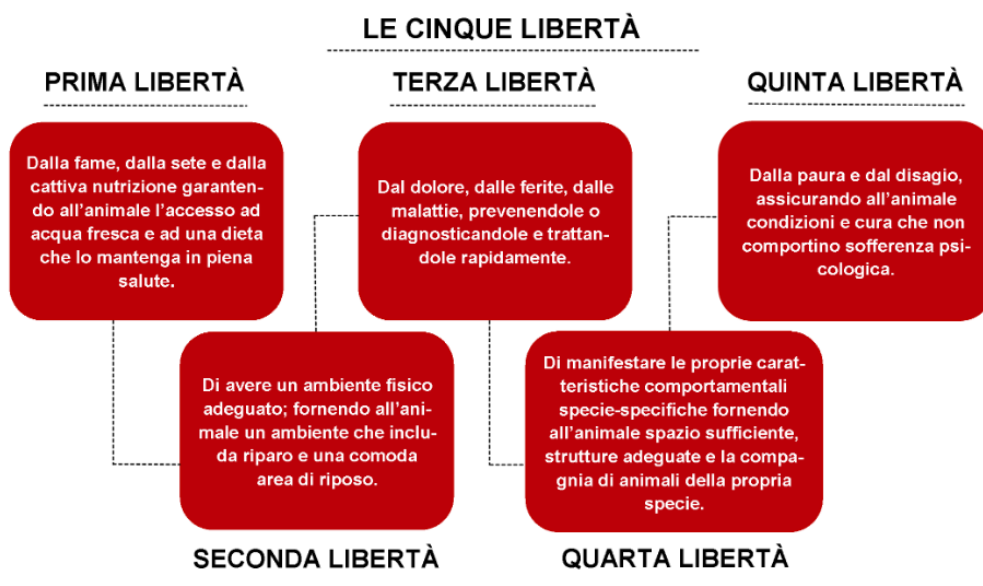 LE CINQUE LIBERTÀ
PRIMA LIBERTÀ
Dalla fame, dalla sete e dalla
cattiva nutrizione garanten-
do all'animale l'accesso ad
acqua fresca e ad una dieta
che lo mantenga in piena
salute.
Di avere un ambiente fisico
adeguato; fornendo all'ani-
male un ambiente che inclu-
da riparo e una comoda
area di riposo.
SECONDA LIBERTÀ
TERZA LIBERTÀ
Dal dolore, dalle ferite, dalle
malattie, prevenendole o
diagnosticandole e trattan-
dole rapidamente.
Di manifestare le proprie carat-
teristiche comportamentali
specie-specifiche fornendo
all'animale spazio sufficiente,
strutture adeguate e la compa-
gnia di animali della propria
specie.
QUARTA LIBERTÀ
QUINTA LIBERTÀ
Dalla paura e dal disagio,
assicurando all'animale
condizioni e cura che non
comportino sofferenza psi-
cologica.